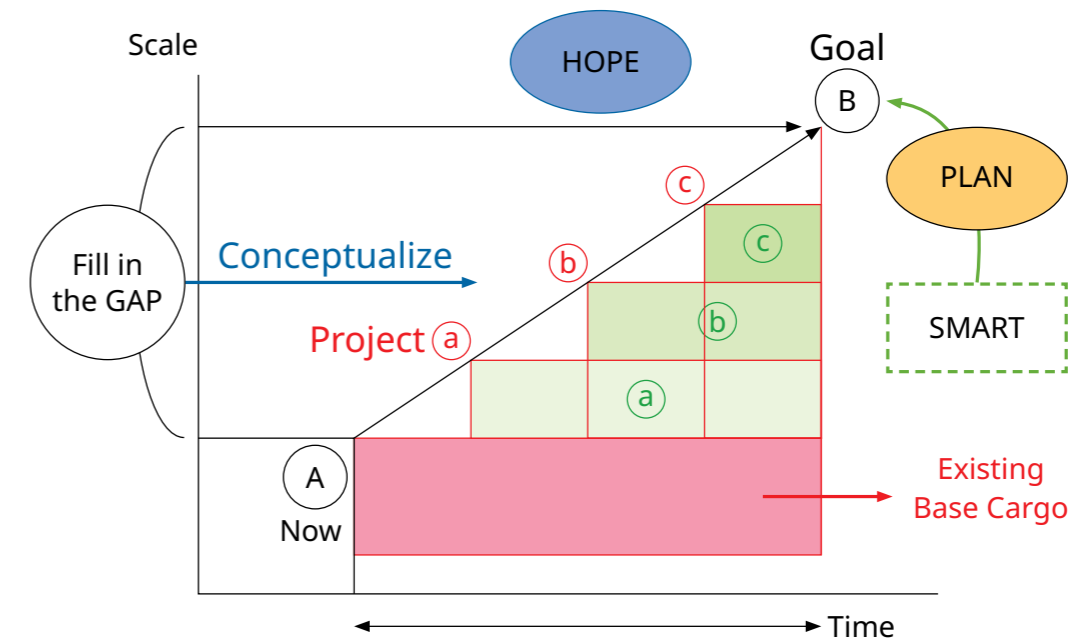 Scale
HOPE
Goal
B
PLAN
c
c
Conceptualize
b
Fill in
the GAP
b
SMART
Project a
a
A
Now
Existing
Base Cargo
Time